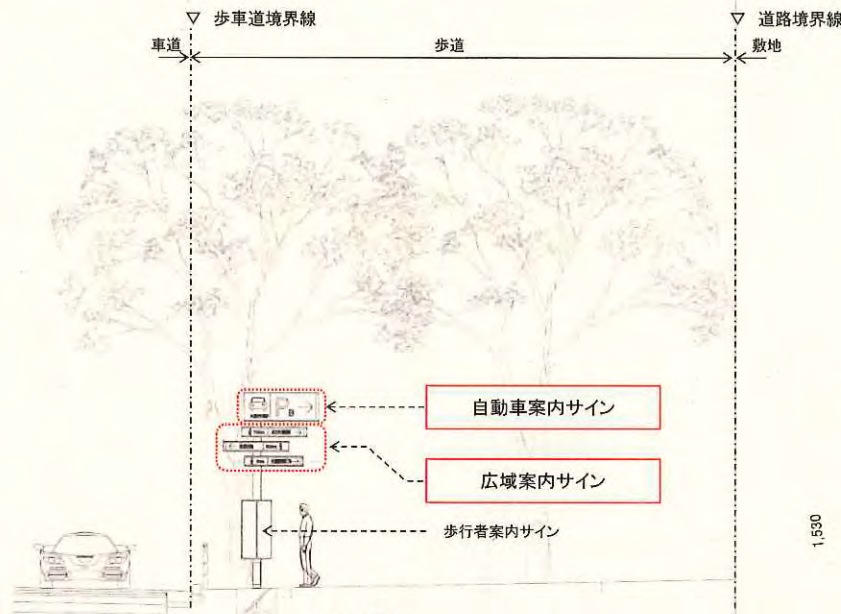 ▽ 歩車道境界線
▽ 道路境界線
車道
歩道
敷地
P B →
自動車案内サイン
広域案内サイン
歩行者案内サイン
1,530